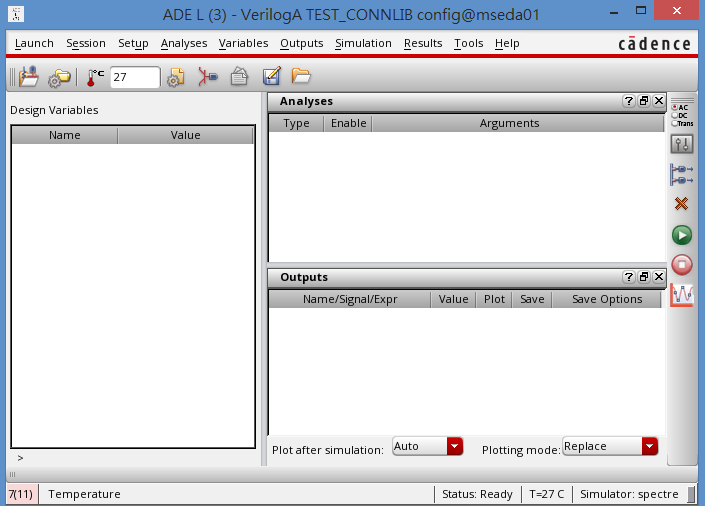 ADE L (3) - VerilogA TEST_CONNLIB config@mseda01
Launch Session Setup Analyses Variables Outputs Simulation Results Tools Help cādence
°C 27
Design Variables
Name Value
Analyses
Type Enable Arguments
AC
DC
Trans
Outputs
Name/Signal/Expr Value Plot Save Save Options
Plot after simulation: Auto Plotting mode: Replace
>
7(11) Temperature Status: Ready T=27 C Simulator: spectre